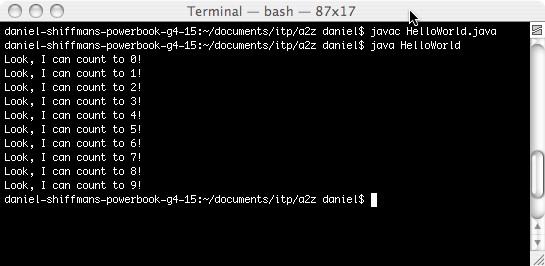 Terminal — bash — 87x17
daniel-shiffmans-powerbook-g4-15:~/documents/itp/a2z daniel$ javac HelloWorld.java
daniel-shiffmans-powerbook-g4-15:~/documents/itp/a2z daniel$ java HelloWorld
Look, I can count to 0!
Look, I can count to 1!
Look, I can count to 2!
Look, I can count to 3!
Look, I can count to 4!
Look, I can count to 5!
Look, I can count to 6!
Look, I can count to 7!
Look, I can count to 8!
Look, I can count to 9!
daniel-shiffmans-powerbook-g4-15:~/documents/itp/a2z daniel$